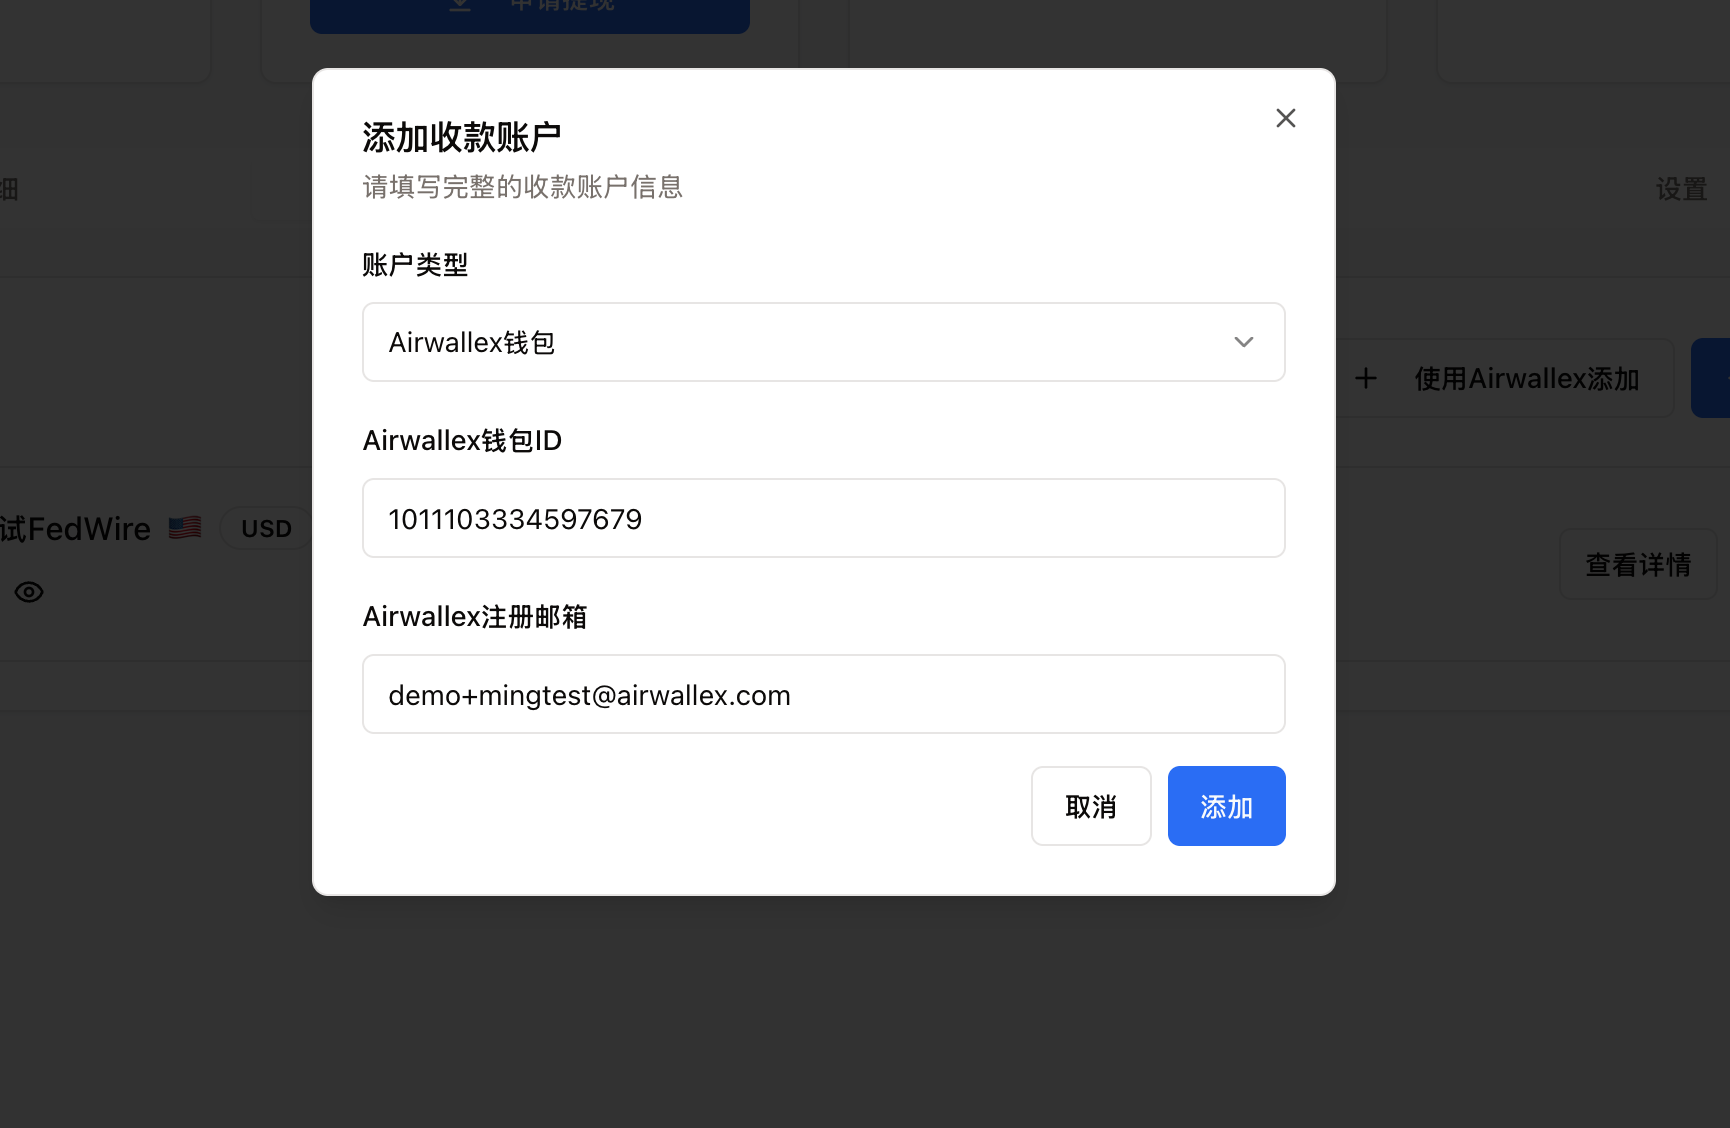 申请提现
添加收款账户
请填写完整的收款账户信息
细
设置
账户类型
Airwallex钱包
使用Airwallex添加
Airwallex钱包ID
1011103334597679
试FedWire
USD
查看详情
Airwallex注册邮箱
demo+mingtest@airwallex.com
取消
添加